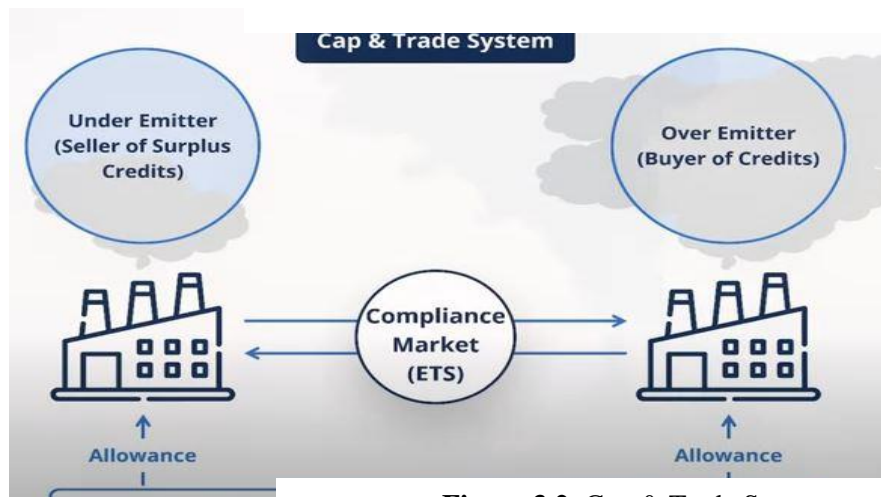 Cap & Trade System
Under Emitter
(Seller of Surplus
Credits)
Over Emitter
(Buyer of Credits)
Compliance
Market
(ETS)
Allowance
Allowance